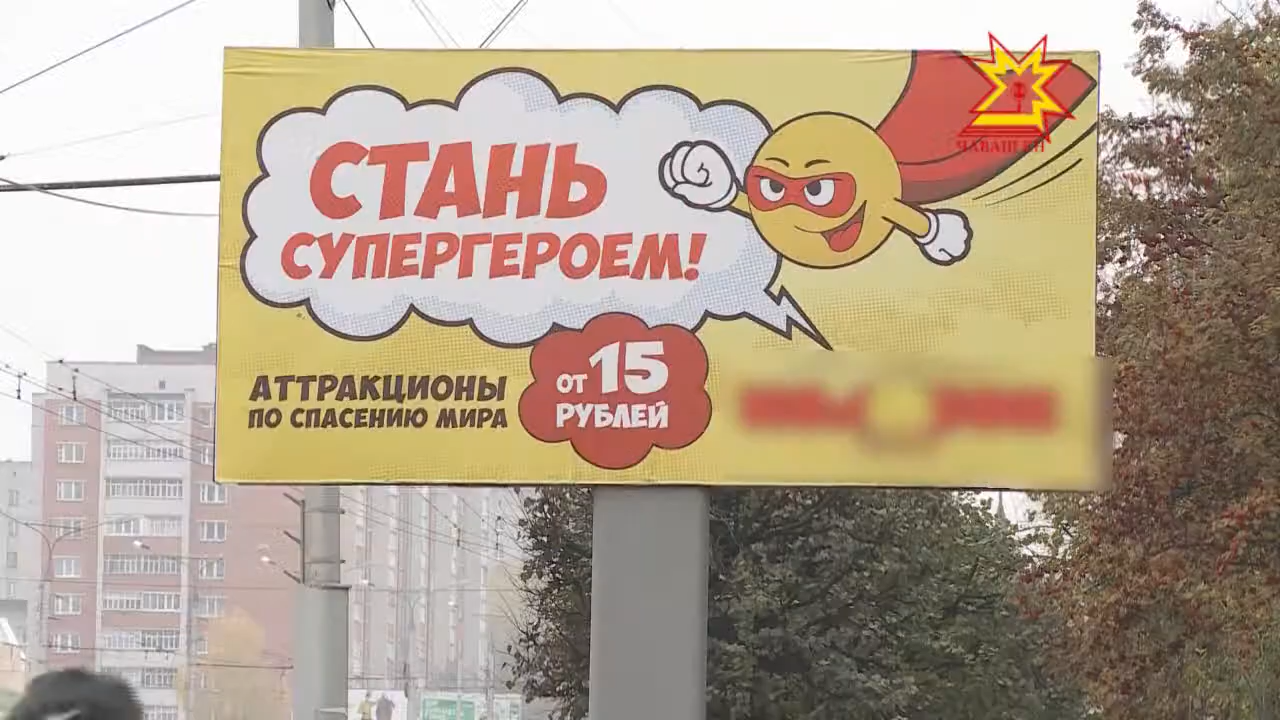 СТАНЬ
СУПЕРГЕРОЕМ!
АТТРАКЦИОНЫ
ПО СПАСЕНИЮ МИРА
ОТ 15
РУБЛЕЙ